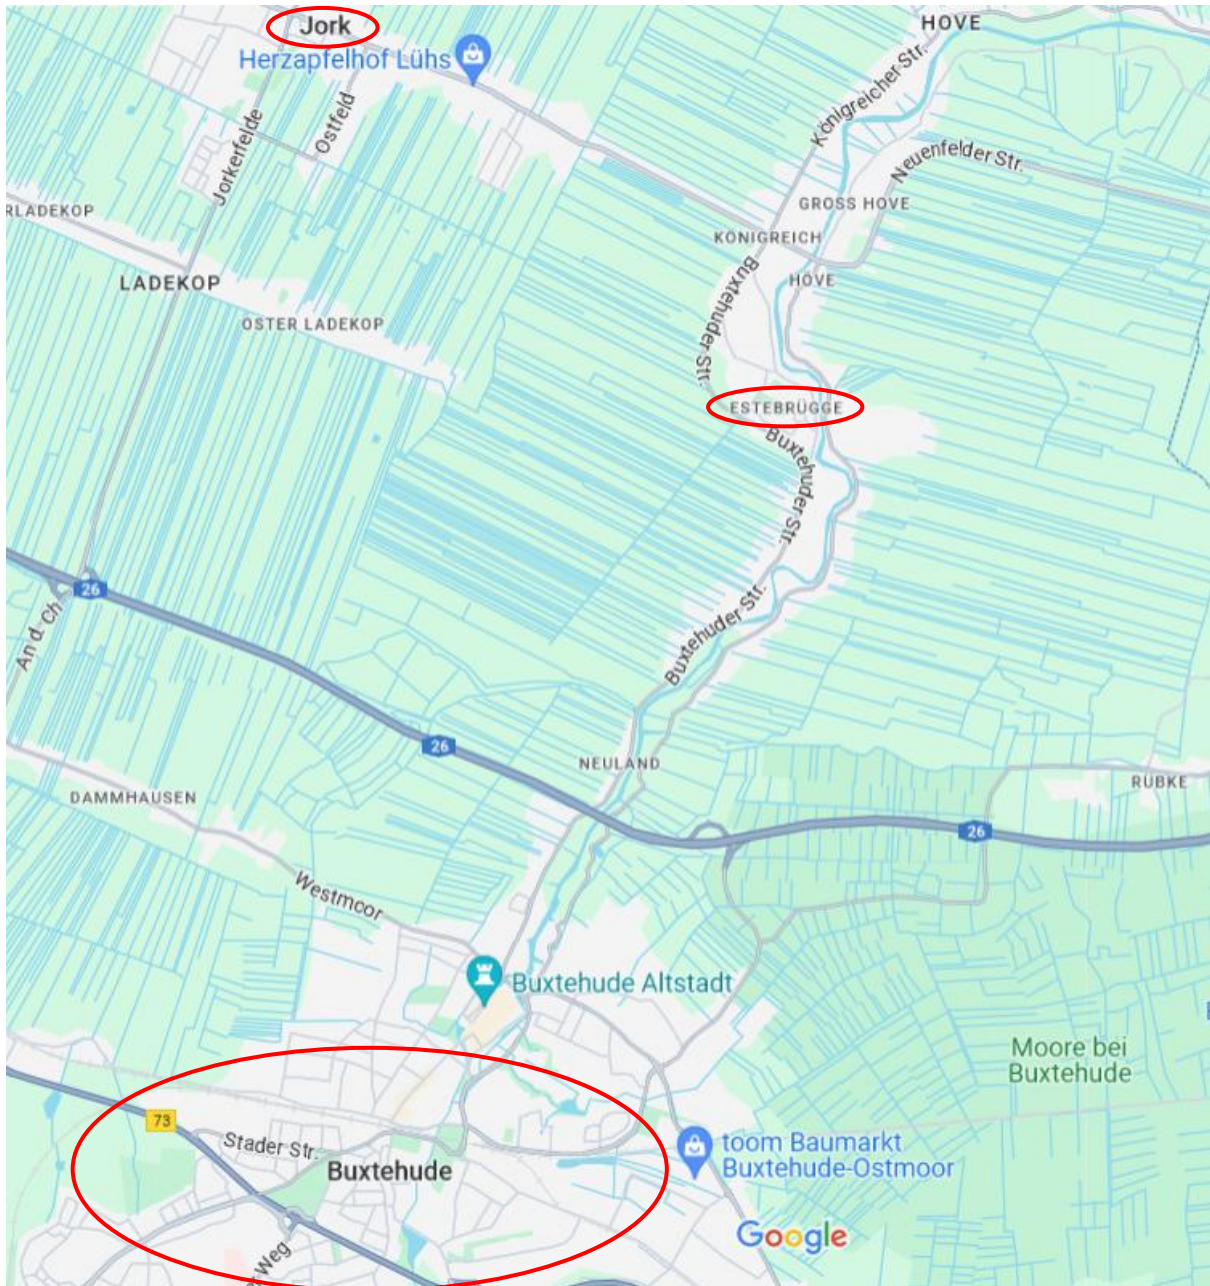 Jork
HOVE
Herzapfelhof Lühs
Königreicher Str.
Ostfeld
Jorkerfelde
Neuenfelder Str.
RLADEKOP
GROSS HOVE
KÖNIGREICH
HOVE
LADEKOP
Buxtehuder Str.
OSTER LADEKOP
ESTEBRÜGGE
Buxtehuder Str.
26
An d. Ch
Buxtehuder Str.
26
NEULAND
RÜBKE
DAMMHAUSEN
26
Westmoor
Buxtehude Altstadt
Moore bei
Buxtehude
73
Stader Str.
toom Baumarkt
Buxtehude-Ostmoor
Buxtehude
Google
r-Weg